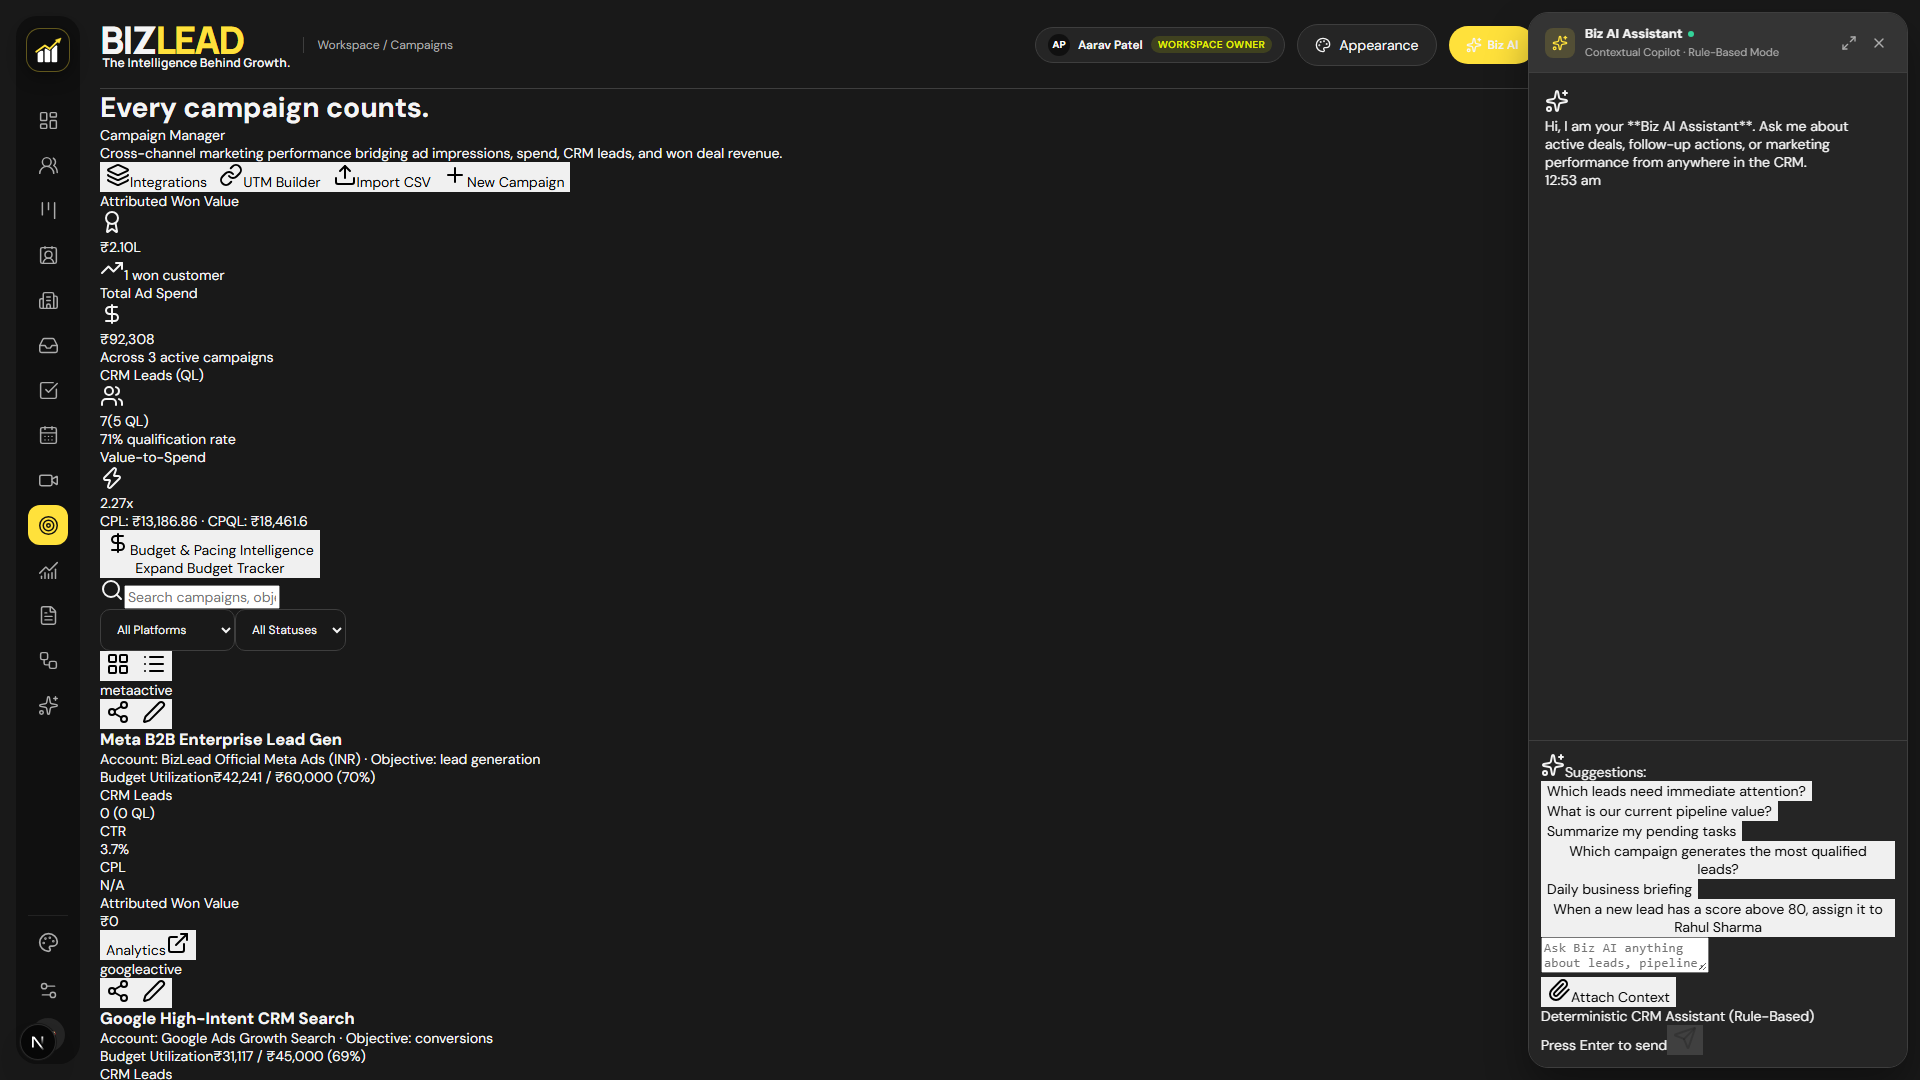 BIZLEAD
The Intelligence Behind Growth.
Workspace / Campaigns
AP Aarav Patel WORKSPACE OWNER
Appearance
Biz AI
Every campaign counts.
Campaign Manager
Cross-channel marketing performance bridging ad impressions, spend, CRM leads, and won deal revenue.
Integrations UTM Builder Import CSV New Campaign
Attributed Won Value
₹2.10L
1 won customer
Total Ad Spend
₹92,308
Across 3 active campaigns
CRM Leads (QL)
7(5 QL)
71% qualification rate
Value-to-Spend
2.27x
CPL: ₹13,186.86 · CPQL: ₹18,461.6
Budget & Pacing Intelligence
Expand Budget Tracker
Search campaigns, obj
All Platforms All Statuses
metaactive
Meta B2B Enterprise Lead Gen
Account: BizLead Official Meta Ads (INR) · Objective: lead generation
Budget Utilization₹42,241 / ₹60,000 (70%)
CRM Leads
0 (0 QL)
CTR
3.7%
CPL
N/A
Attributed Won Value
₹0
Analytics
googleactive
Google High-Intent CRM Search
Account: Google Ads Growth Search · Objective: conversions
Budget Utilization₹31,117 / ₹45,000 (69%)
CRM Leads
N
Biz AI Assistant
Contextual Copilot · Rule-Based Mode
Hi, I am your **Biz AI Assistant**. Ask me about
active deals, follow-up actions, or marketing
performance from anywhere in the CRM.
12:53 am
Suggestions:
Which leads need immediate attention?
What is our current pipeline value?
Summarize my pending tasks
Which campaign generates the most qualified
leads?
Daily business briefing
When a new lead has a score above 80, assign it to
Rahul Sharma
Ask Biz AI anything
about leads, pipeline,
Attach Context
Deterministic CRM Assistant (Rule-Based)
Press Enter to send